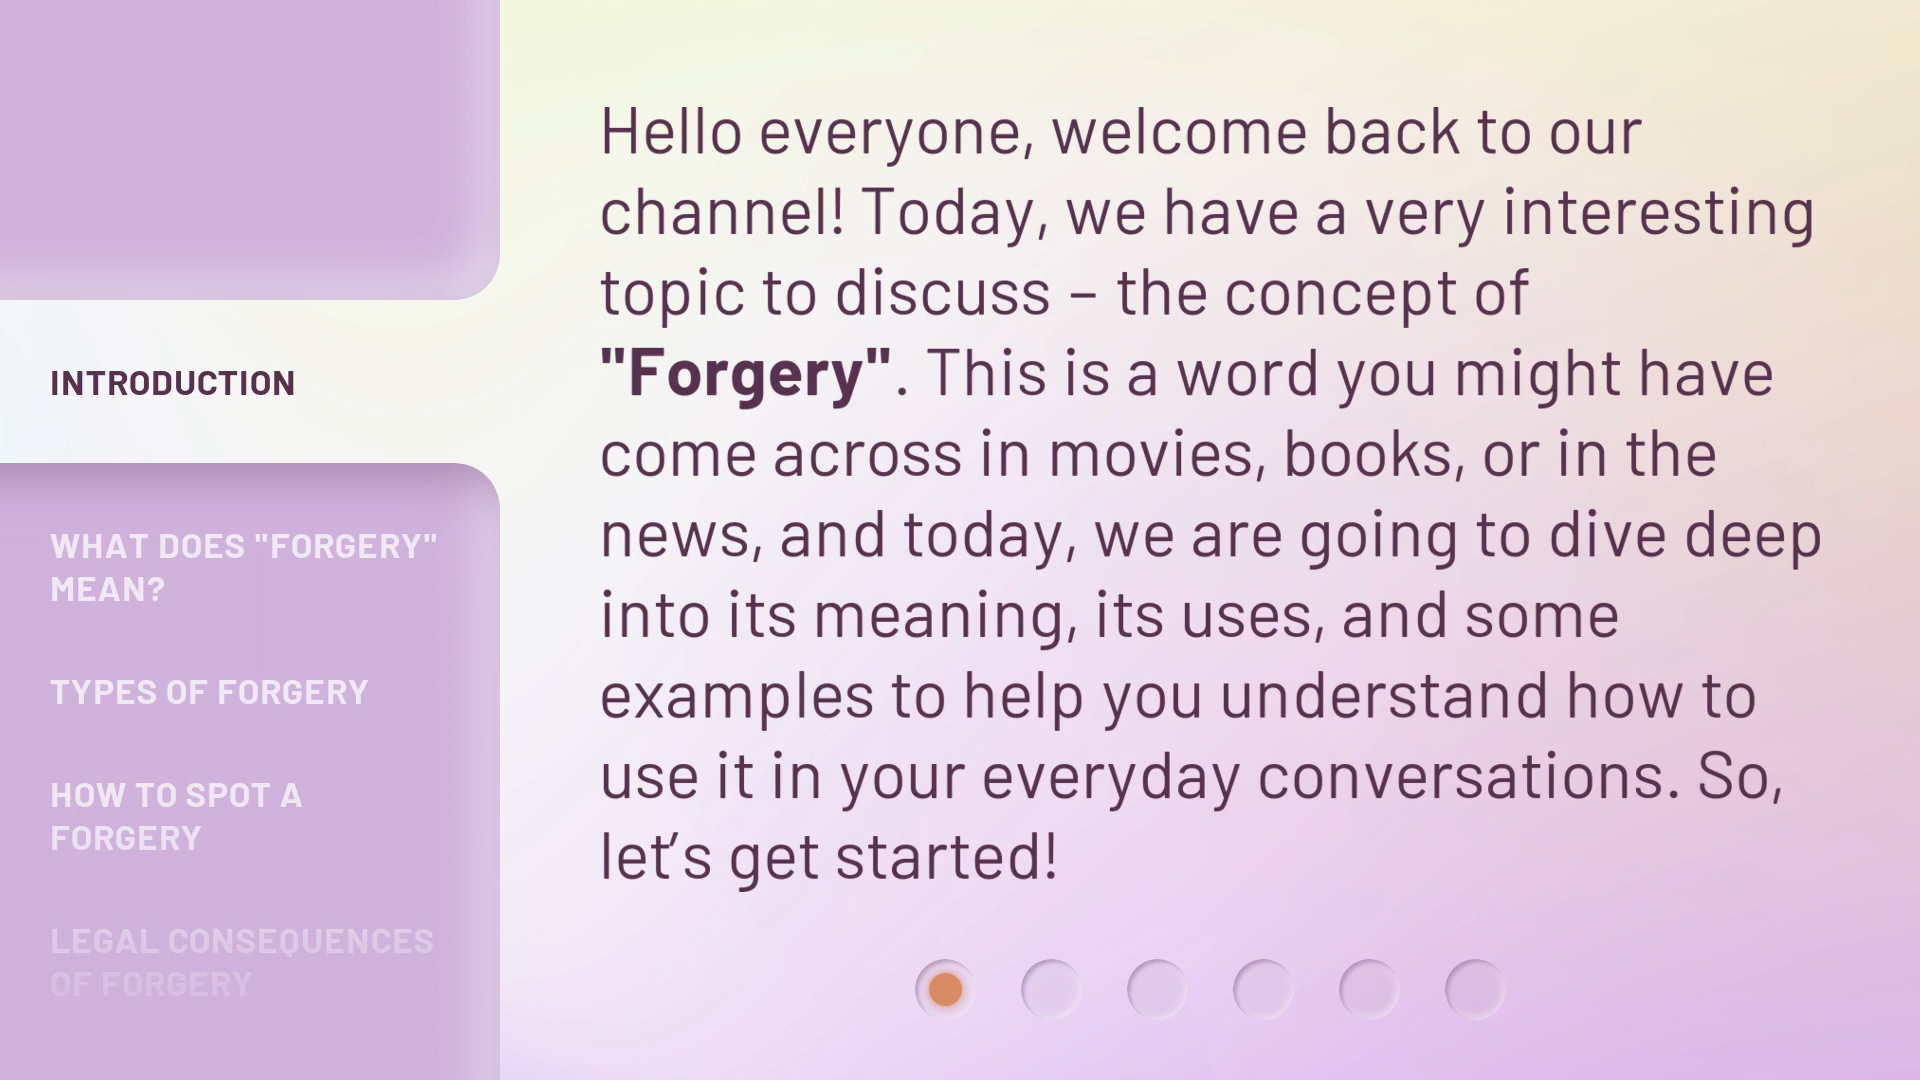 INTRODUCTION
WHAT DOES "FORGERY"
MEAN?
TYPES OF FORGERY
HOW TO SPOT A
FORGERY
LEGAL CONSEQUENCES
OF FORGERY
Hello everyone, welcome back to our
channel! Today, we have a very interesting
topic to discuss – the concept of
"Forgery". This is a word you might have
come across in movies, books, or in the
news, and today, we are going to dive deep
into its meaning, its uses, and some
examples to help you understand how to
use it in your everyday conversations. So,
let’s get started!